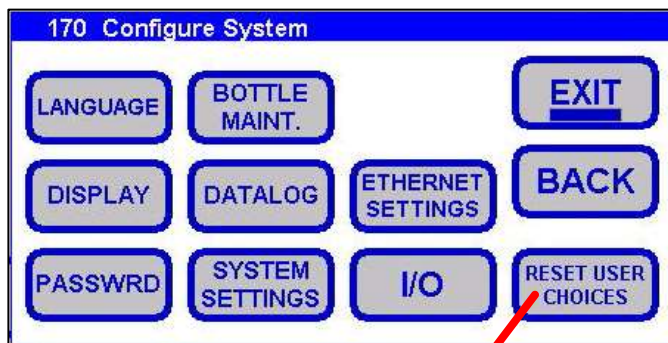 170 Configure System
LANGUAGE
BOTTLE
MAINT.
EXIT
DISPLAY
DATALOG
ETHERNET
SETTINGS
BACK
PASSWRD
SYSTEM
SETTINGS
I/O
RESET USER
CHOICES